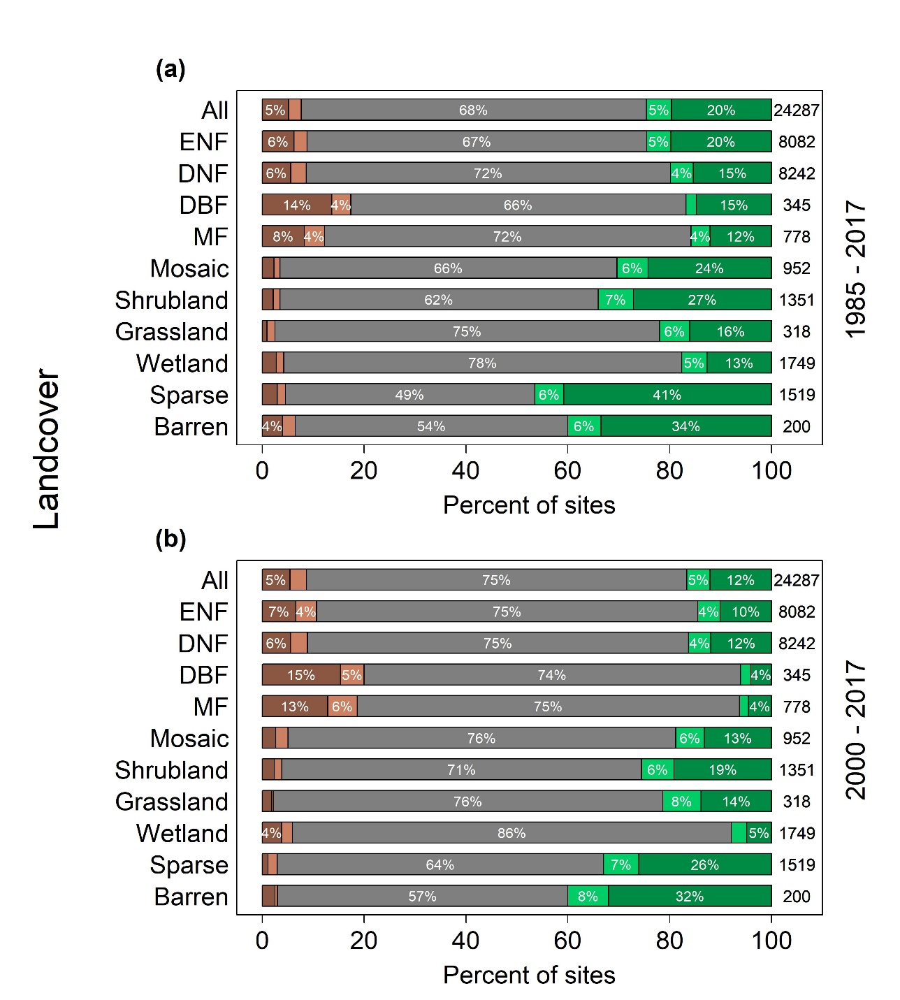 (a)
All 5% 68% 5% 20% 24287
ENF 6% 67% 5% 20% 8082
DNF 6% 72% 4% 15% 8242
DBF 14% 4% 66% 15% 345
MF 8% 4% 72% 4% 12% 778
Mosaic 66% 6% 24% 952
Shrubland 62% 7% 27% 1351
Grassland 75% 6% 16% 318
Wetland 78% 5% 13% 1749
Sparse 49% 6% 41% 1519
Barren 4% 54% 6% 34% 200
0 20 40 60 80 100
Percent of sites
1985 - 2017
Landcover
(b)
All 5% 75% 5% 12% 24287
ENF 7% 4% 75% 4% 10% 8082
DNF 6% 75% 4% 12% 8242
DBF 15% 5% 74% 4% 345
MF 13% 6% 75% 4% 778
Mosaic 76% 6% 13% 952
Shrubland 71% 6% 19% 1351
Grassland 76% 8% 14% 318
Wetland 4% 86% 5% 1749
Sparse 64% 7% 26% 1519
Barren 57% 8% 32% 200
0 20 40 60 80 100
Percent of sites
2000 - 2017